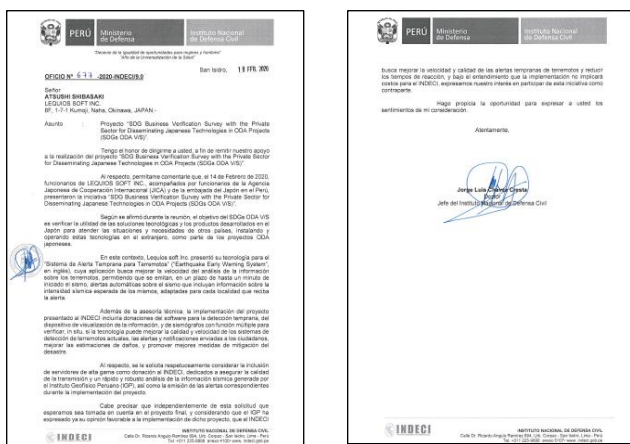 PERÚ
Ministerio
de Defensa
Instituto Nacional
de Defensa Civil
"Decenio de la Igualdad de oportunidades para mujeres y hombres"
"Año de la Universalización de la Salud"
San Isidro, 19 FEB. 2020
OFICIO N° 677 -2020-INDECI/9.0
Señor
ATSUSHI SHIBASAKI
LEQUIOS SOFT INC.
8F, 1-7-1 Kumoji, Naha, Okinawa, JAPAN.-
Asunto : Proyecto "SDG Business Verification Survey with the Private
Sector for Disseminating Japanese Technologies in ODA Projects
(SDGs ODA V/S)".
Tengo el honor de dirigirme a usted, a fin de remitir nuestro apoyo
a la realización del proyecto "SDG Business Verification Survey with the Private Sector
for Disseminating Japanese Technologies in ODA Projects (SDGs ODA V/S)".
Al respecto, permítame comentarle que, el 14 de Febrero de 2020,
funcionarios de LEQUIOS SOFT INC., acompañados por funcionarios de la Agencia
Japonesa de Cooperación Internacional (JICA) y de la embajada del Japón en el Perú,
presentaron la iniciativa "SDG Business Verification Survey with the Private Sector for
Disseminating Japanese Technologies in ODA Projects (SDGs ODA V/S)".
Según se afirmó durante la reunión, el objetivo del SDGs ODA V/S
es verificar la utilidad de las soluciones tecnológicas y los productos desarrollados en el
Japón para atender las situaciones y necesidades de otros países, instalando y
operando estas tecnologías en el extranjero, como parte de los proyectos ODA
japoneses.
En este contexto, Lequios soft Inc. presentó su tecnología para el
"Sistema de Alerta Temprana para Terremotos" ("Earthquake Early Warning System",
en inglés), cuya aplicación busca mejorar la velocidad del análisis de la información
sobre los terremotos, permitiendo que se emitan, en un plazo de hasta un minuto de
iniciado el sismo, alertas automáticas sobre el sismo que incluyan información sobre la
intensidad sísmica esperada de los mismos, adaptadas para cada localidad que reciba
la alerta.
Además de la asesoría técnica, la implementación del proyecto
presentado al INDECI incluiría donaciones del software para la detección temprana, del
dispositivo de visualización de la información, y de sismógrafos con función múltiple para
verificar, in situ, si la tecnología puede mejorar la calidad y velocidad de los sistemas de
detección de terremotos actuales, las alertas y notificaciones enviadas a los ciudadanos,
mejorar las estimaciones de daños, y promover mejores medidas de mitigación del
desastre.
Al respecto, se le solicita respetuosamente considerar la inclusión
de servidores de alta gama como donación al INDECI, dedicados a asegurar la calidad
de la transmisión y un rápido y robusto análisis de la información sísmica generada por
el Instituto Geofísico Peruano (IGP), así como la emisión de las alertas correspondientes
durante la implementación del proyecto.
Cabe precisar que independientemente de esta solicitud que
esperamos sea tomada en cuenta en el proyecto final, y considerando que el IGP ha
expresado ya su opinión favorable a la implementación de dicho proyecto, que el INDECI
INDECI
INSTITUTO NACIONAL DE DEFENSA CIVIL
PERÚ
Ministerio
de Defensa
Instituto Nacional
de Defensa Civil
busca mejorar la velocidad y calidad de las alertas tempranas de terremotos y reducir
los tiempos de reacción, y bajo el entendimiento que la implementación no implicará
costos para el INDECI, expresamos nuestro interés en participar de esta iniciativa como
contraparte.
Hago propicia la oportunidad para expresar a usted los
sentimientos de mi consideración.
Atentamente,
Jorge Luis Chávez Cresta
Jefe del Instituto Nacional de Defensa Civil
INDECI
INSTITUTO NACIONAL DE DEFENSA CIVIL